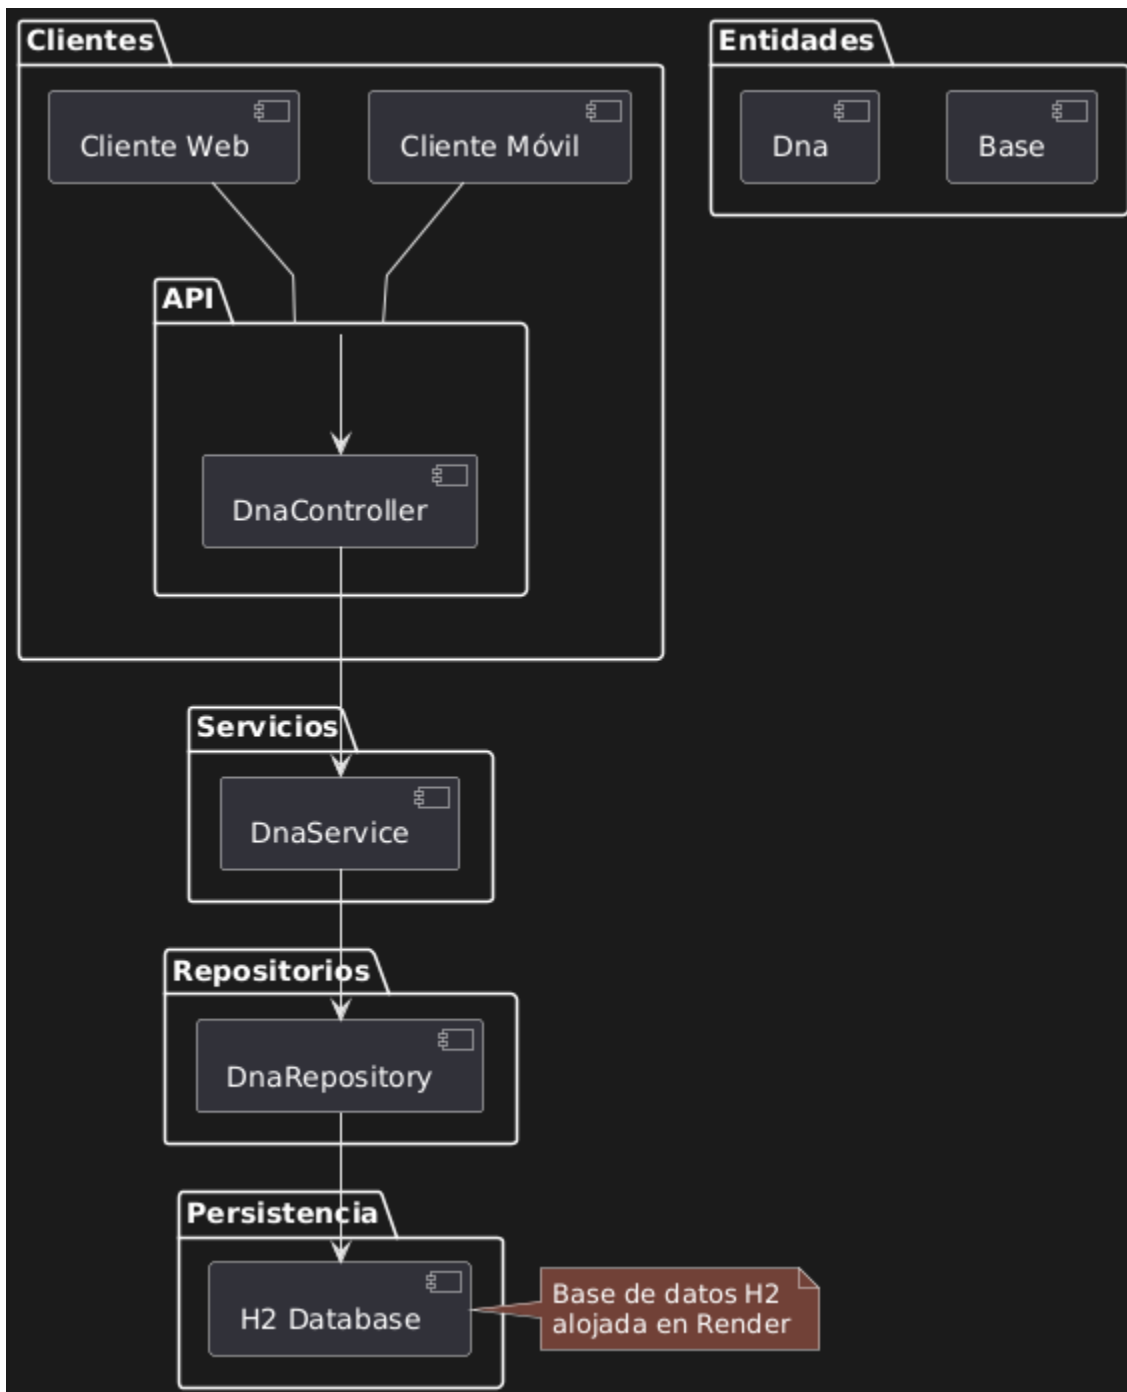 Clientes
Entidades
Cliente Web
Cliente Móvil
Dna
Base
API
DnaController
Servicios
DnaService
Repositorios
DnaRepository
Persistencia
H2 Database
Base de datos H2
alojada en Render